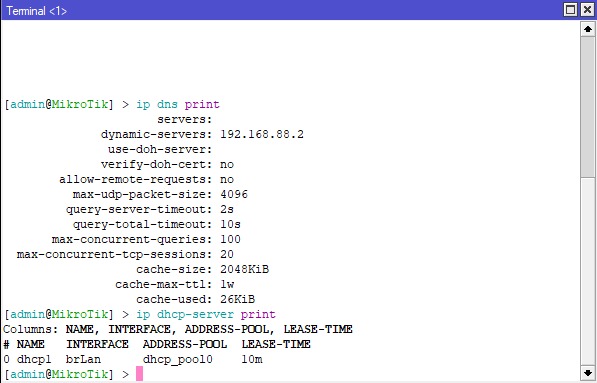 Terminal <1>
[admin@MikroTik] > ip dns print
servers:
dynamic-servers: 192.168.88.2
use-doh-server:
verify-doh-cert: no
allow-remote-requests: no
max-udp-packet-size: 4096
query-server-timeout: 2s
query-total-timeout: 10s
max-concurrent-queries: 100
max-concurrent-tcp-sessions: 20
cache-size: 2048KiB
cache-max-ttl: 1w
cache-used: 26KiB
[admin@MikroTik] > ip dhcp-server print
Columns: NAME, INTERFACE, ADDRESS-POOL, LEASE-TIME
# NAME INTERFACE ADDRESS-POOL LEASE-TIME
0 dhcp1 brLan dhcp_pool0 10m
[admin@MikroTik] >